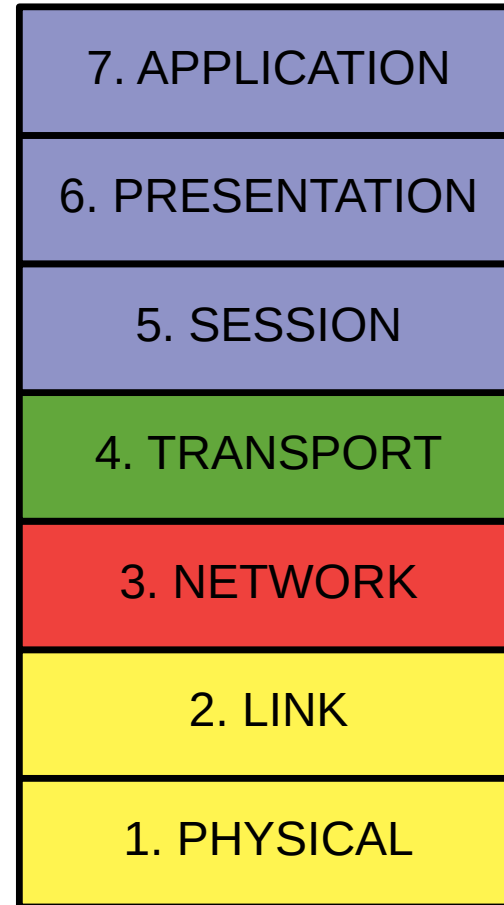 7. APPLICATION
6. PRESENTATION
5. SESSION
4. TRANSPORT
3. NETWORK
2. LINK
1. PHYSICAL